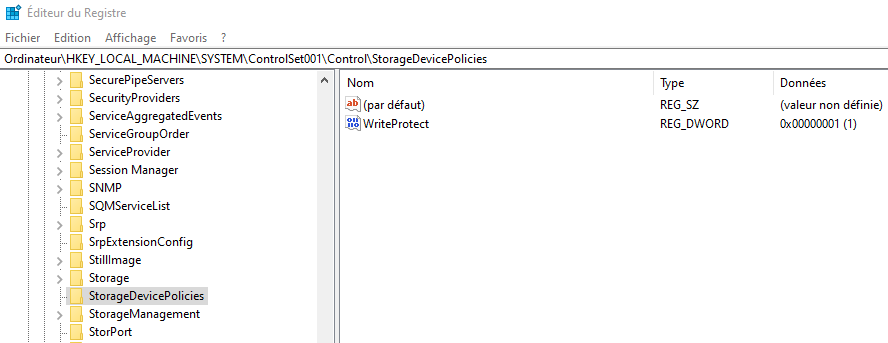 Éditeur du Registre
Fichier Edition Affichage Favoris ?
Ordinateur\HKEY_LOCAL_MACHINE\SYSTEM\ControlSet001\Control\StorageDevicePolicies
SecurePipeServers
SecurityProviders
ServiceAggregatedEvents
ServiceGroupOrder
ServiceProvider
Session Manager
SNMP
SQMServiceList
Srp
SrpExtensionConfig
StillImage
Storage
StorageDevicePolicies
StorageManagement
StorPort
Nom Type Données
ab (par défaut) REG_SZ (valeur non définie)
WriteProtect REG_DWORD 0x00000001 (1)